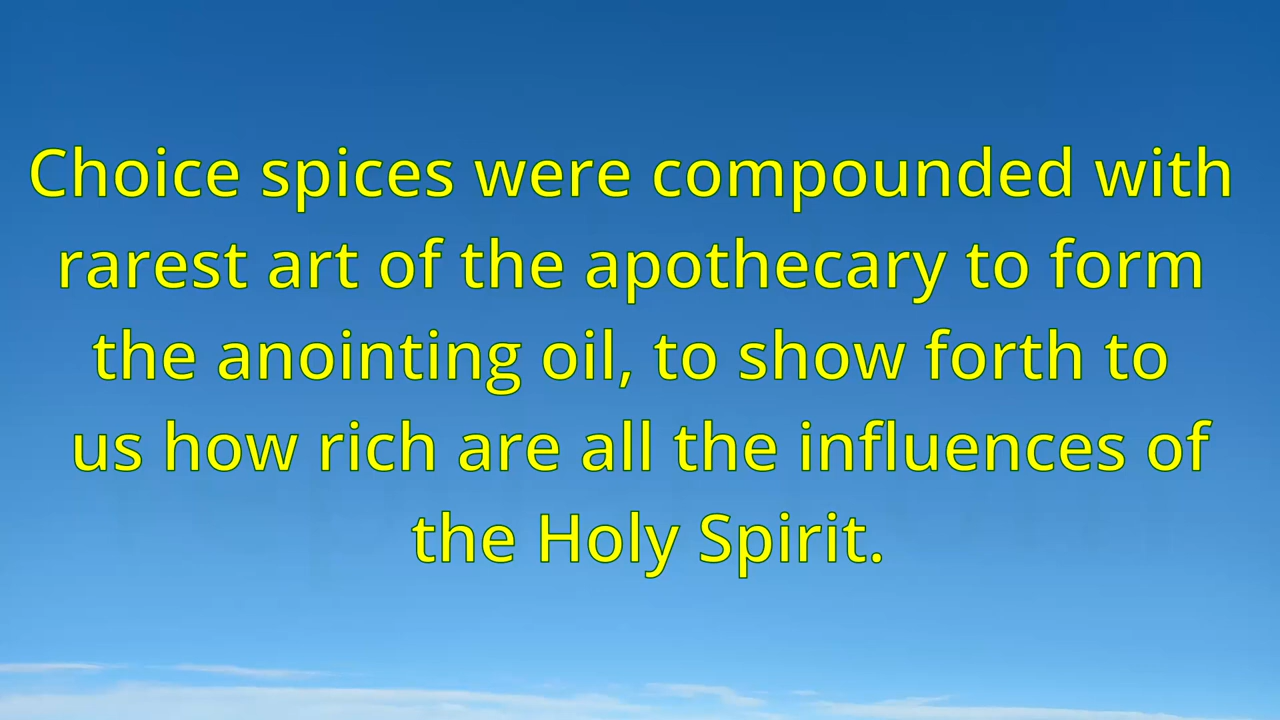 Choice spices were compounded with
rarest art of the apothecary to form
the anointing oil, to show forth to
us how rich are all the influences of
the Holy Spirit.